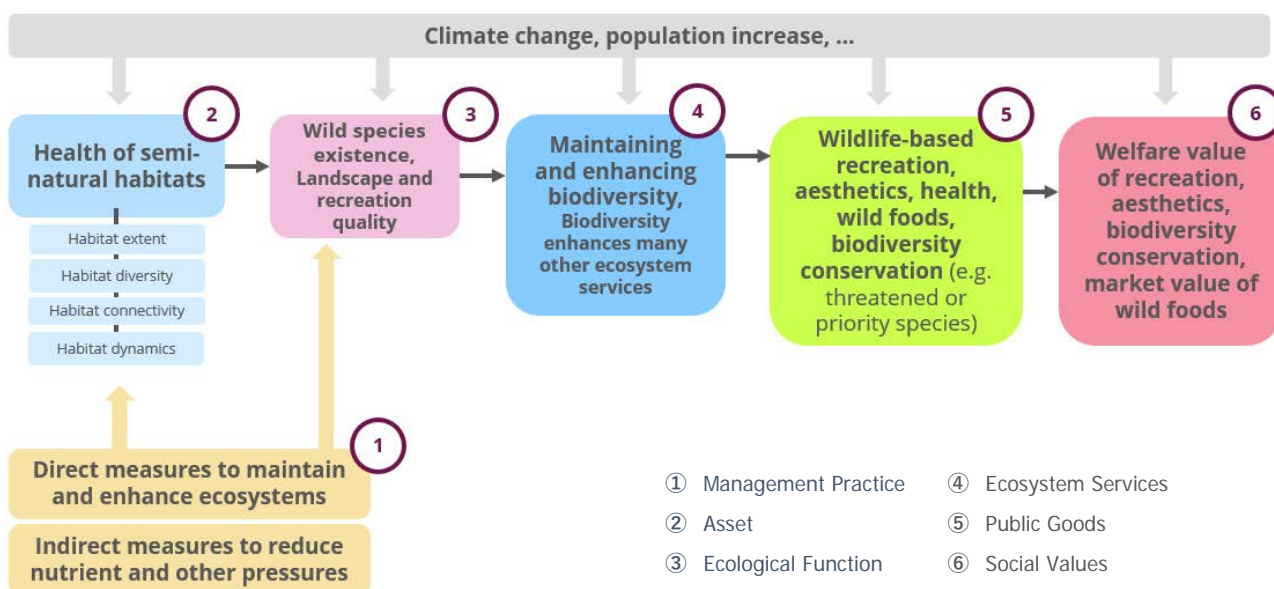 Climate change, population increase, ...
2
Health of semi-
natural habitats
Habitat extent
Habitat diversity
Habitat connectivity
Habitat dynamics
3
Wild species
existence,
Landscape and
recreation
quality
4
Maintaining
and enhancing
biodiversity,
Biodiversity
enhances many
other ecosystem
services
5
Wildlife-based
recreation,
aesthetics, health,
wild foods,
biodiversity
conservation (e.g.
threatened or
priority species)
6
Welfare value
of recreation,
aesthetics,
biodiversity
conservation,
market value of
wild foods
1
Direct measures to maintain
and enhance ecosystems
Indirect measures to reduce
nutrient and other pressures
① Management Practice
② Asset
③ Ecological Function
④ Ecosystem Services
⑤ Public Goods
⑥ Social Values